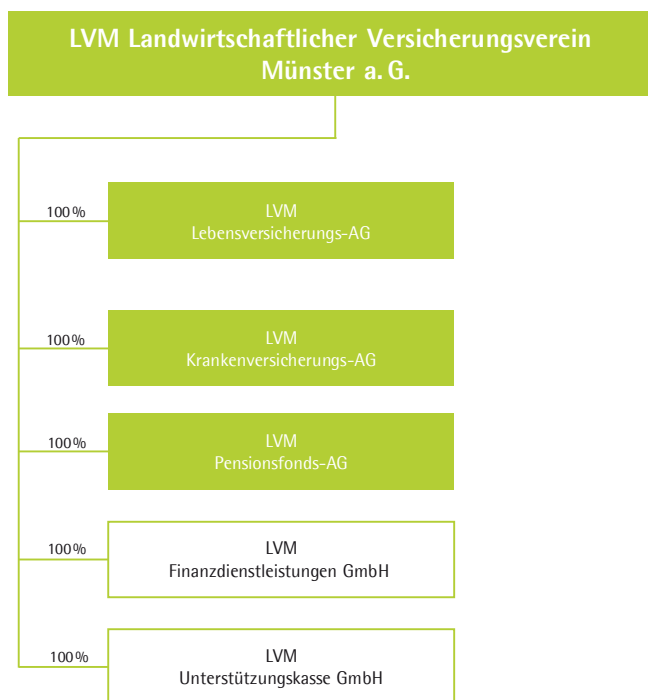 LVM Landwirtschaftlicher Versicherungsverein
Münster a. G.
100%
LVM
Lebensversicherungs-AG
100%
LVM
Krankenversicherungs-AG
100%
LVM
Pensionsfonds-AG
100%
LVM
Finanzdienstleistungen GmbH
100%
LVM
Unterstützungskasse GmbH